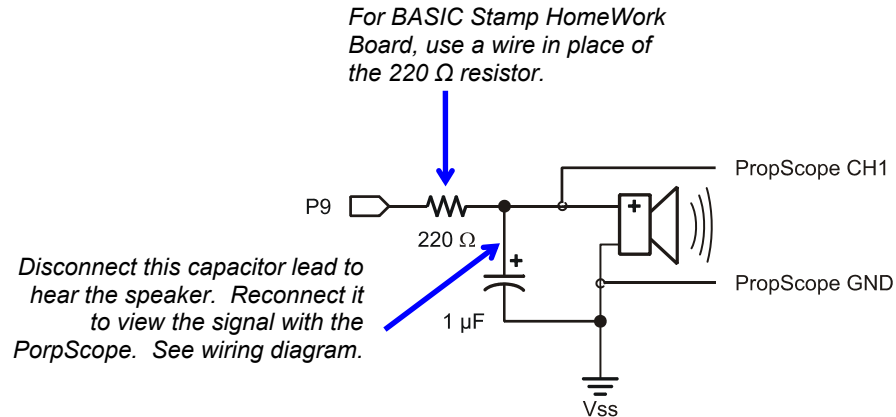 For BASIC Stamp HomeWork
Board, use a wire in place of
the 220 Ω resistor.
PropScope CH1
P9
+
220 Ω
+
Disconnect this capacitor lead to
hear the speaker. Reconnect it
to view the signal with the
PorpScope. See wiring diagram.
PropScope GND
1 µF
Vss